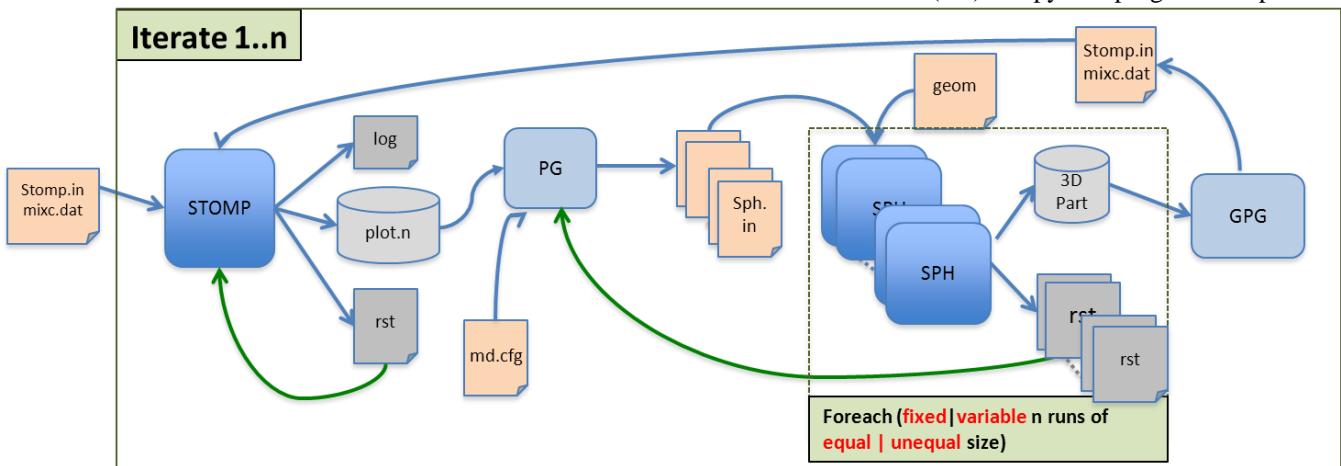 Iterate 1..n
Stomp.in
mixc.dat
geom
log
Stomp.in
mixc.dat
STOMP
plot.n
PG
Sph.
in
SPH
SPH
3D
Part
GPG
rst
md.cfg
rst
rst
Foreach (fixed|variable n runs of
equal | unequal size)